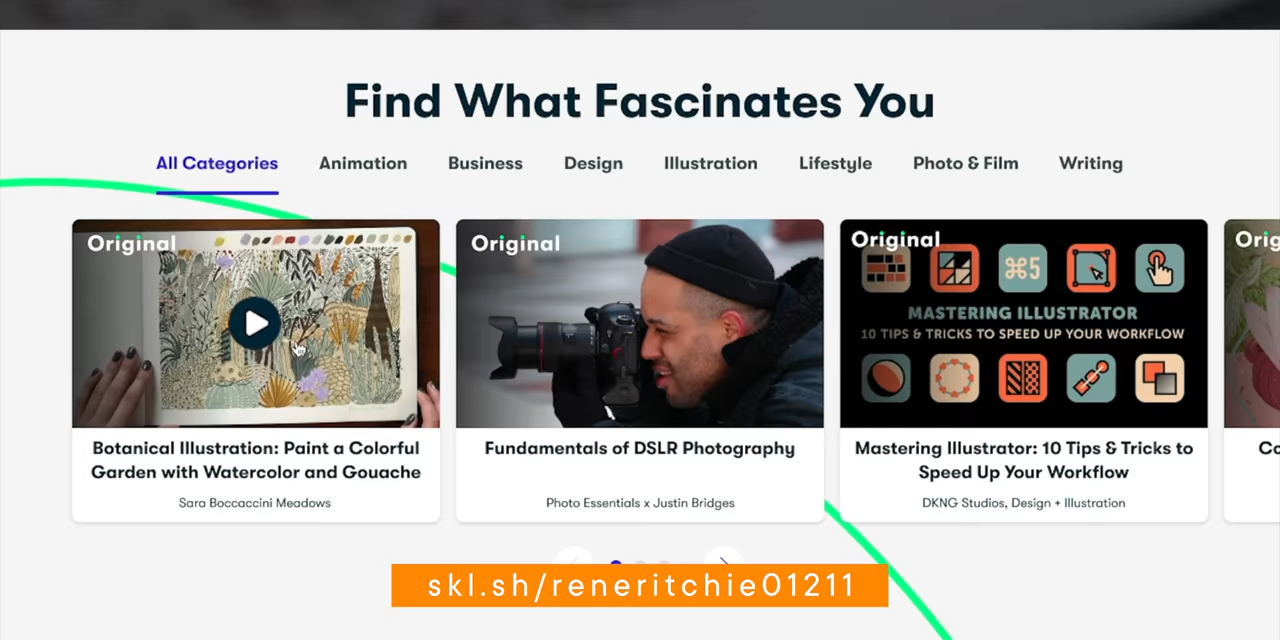 Find What Fascinates You
All Categories Animation Business Design Illustration Lifestyle Photo & Film Writing
Original
Original
Original
⌘5
MASTERING ILLUSTRATOR
10 TIPS & TRICKS TO SPEED UP YOUR WORKFLOW
Botanical Illustration: Paint a Colorful
Garden with Watercolor and Gouache
Sara Boccaccini Meadows
Fundamentals of DSLR Photography
Photo Essentials x Justin Bridges
Mastering Illustrator: 10 Tips & Tricks to
Speed Up Your Workflow
DKNG Studios, Design + Illustration
skl.sh/reneritchie01211